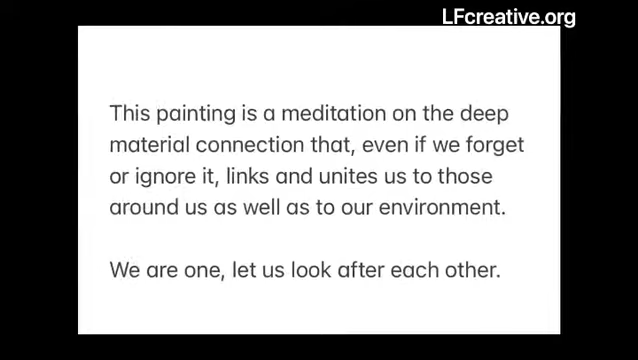 LFcreative.org
This painting is a meditation on the deep
material connection that, even if we forget
or ignore it, links and unites us to those
around us as well as to our environment.
We are one, let us look after each other.